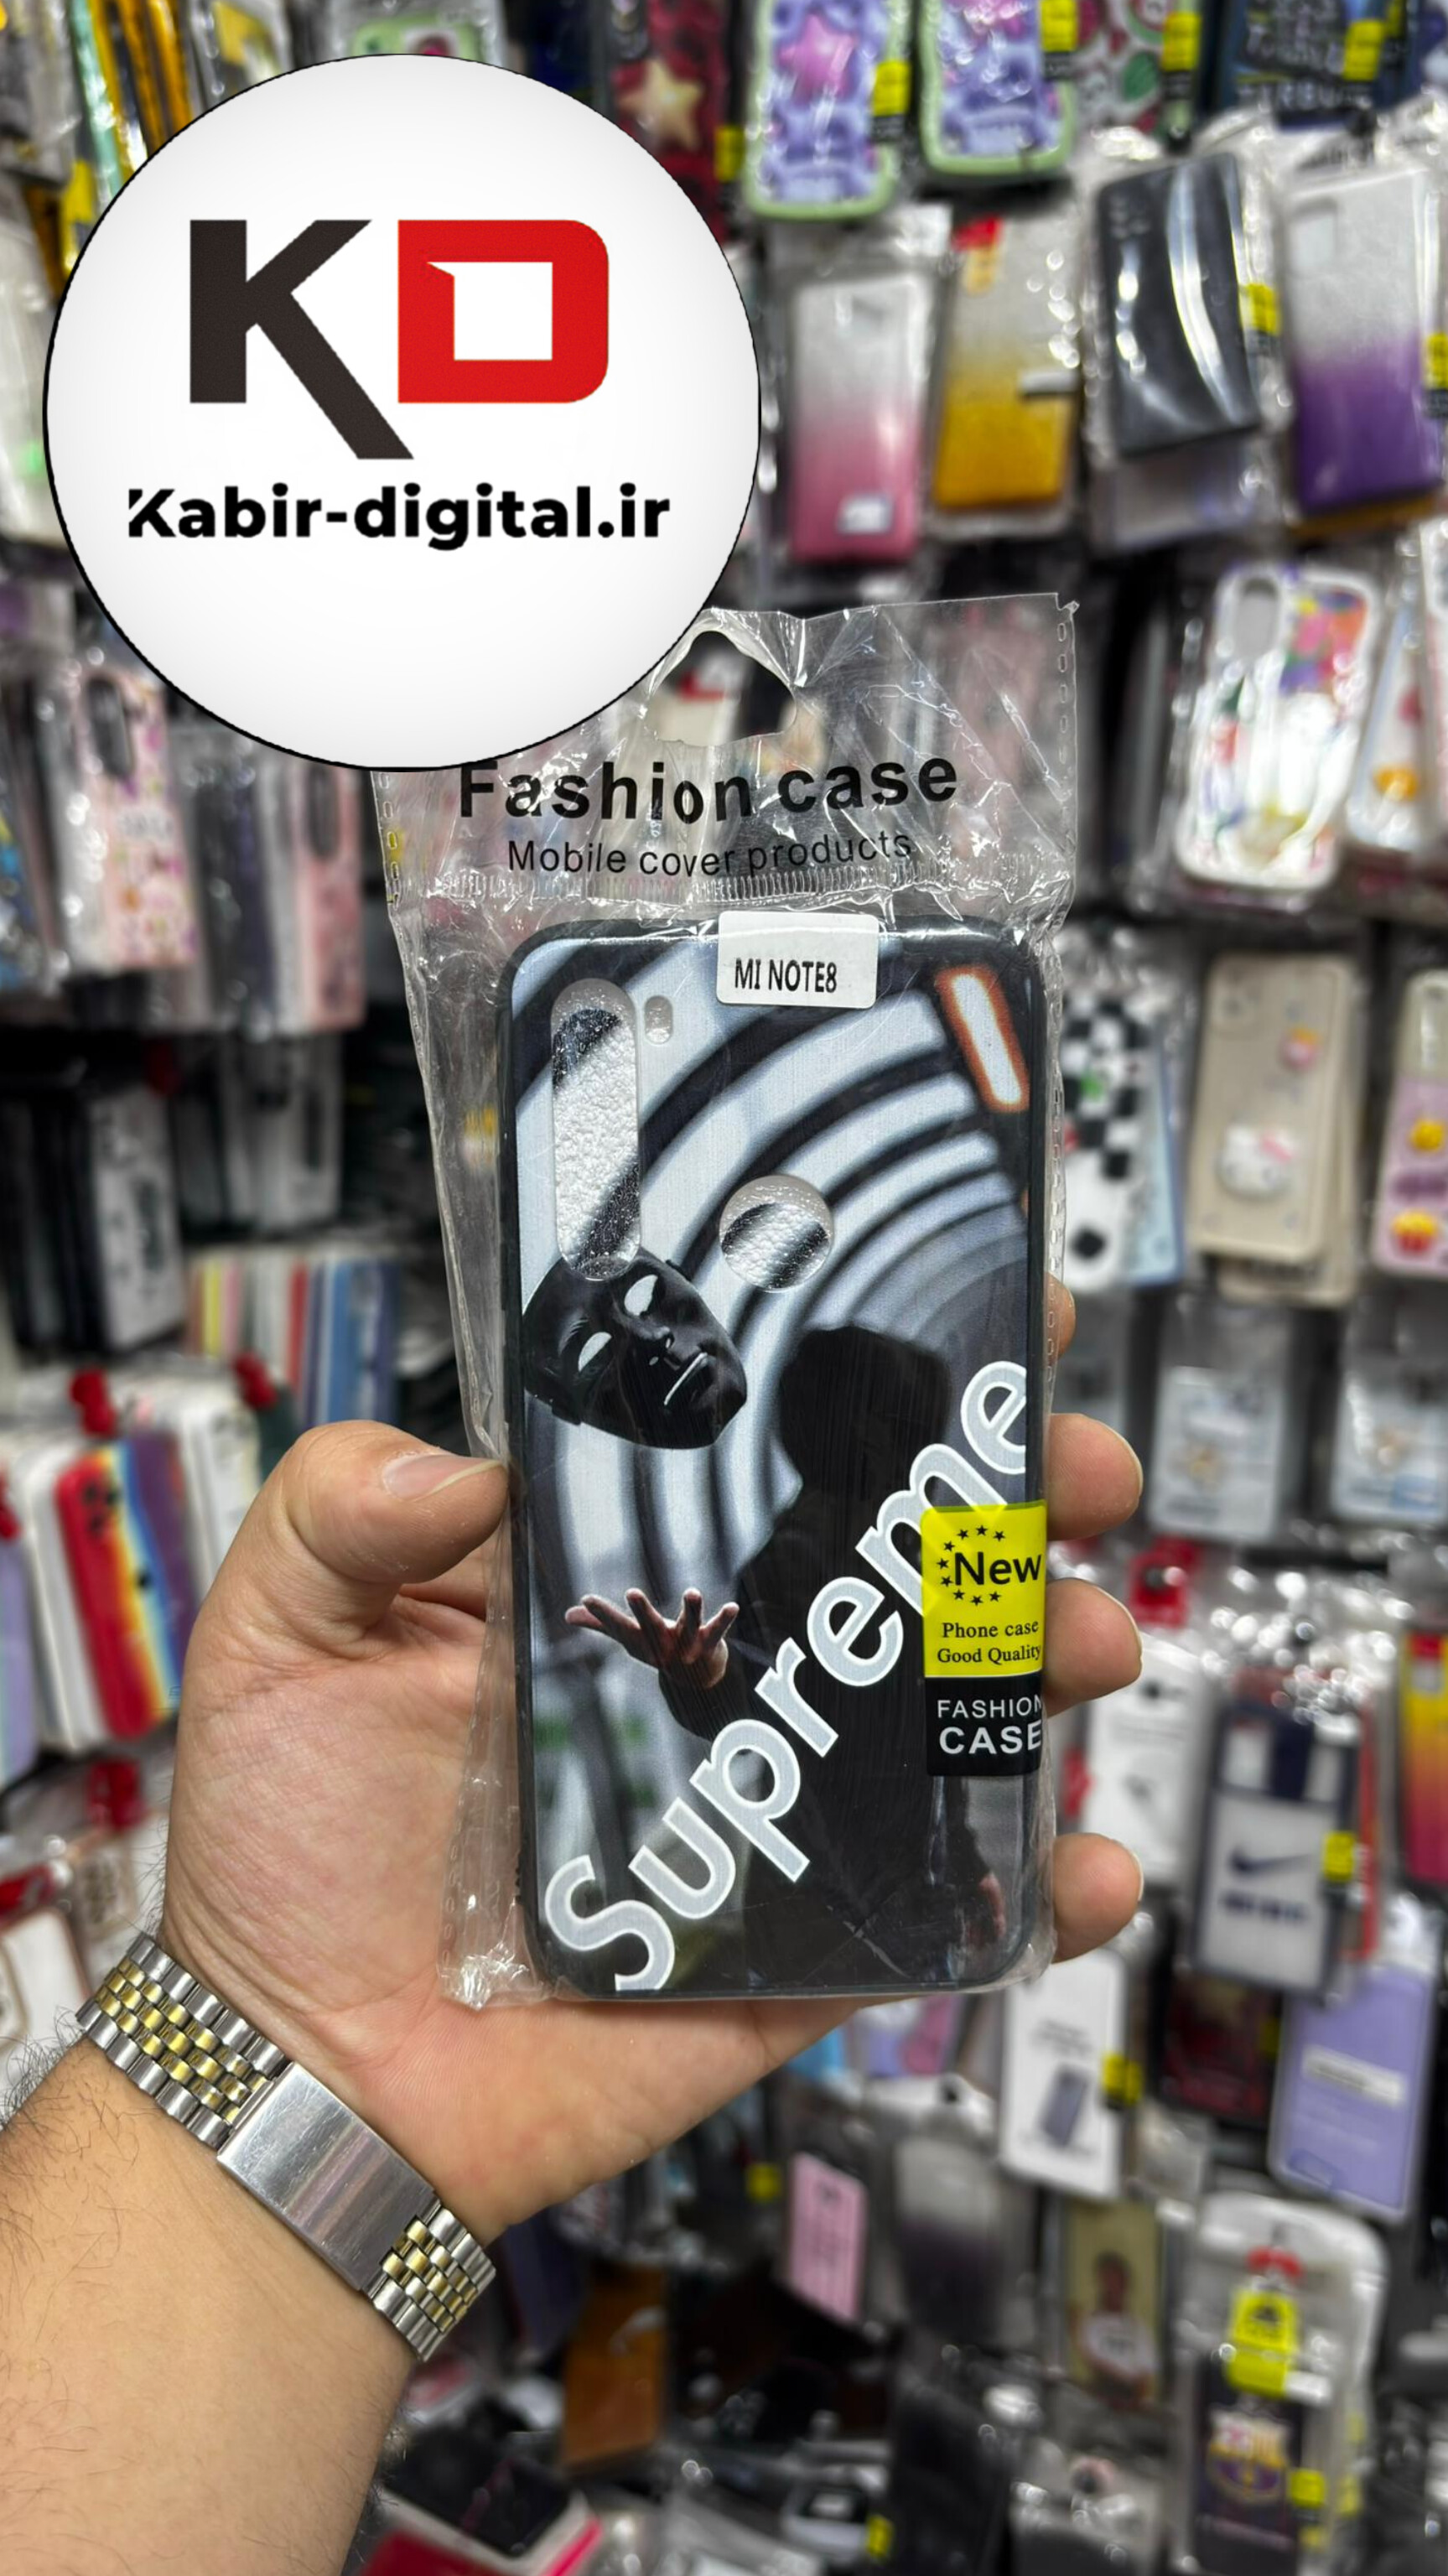 KD
Kabir-digital.ir
Fashion case
Mobile cover products
MI NOTE8
Supreme
New
Phone case
Good Quality
FASHION
CASE